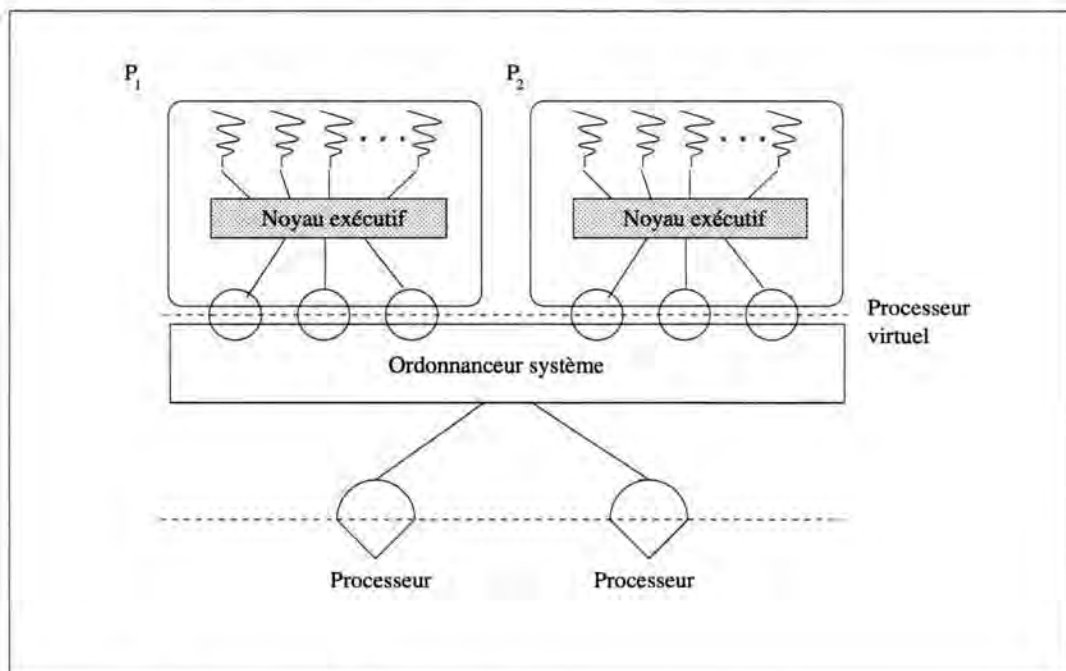 P1
P2
Noyau exécutif
Noyau exécutif
Processeur
virtuel
Ordonnanceur système
Processeur
Processeur